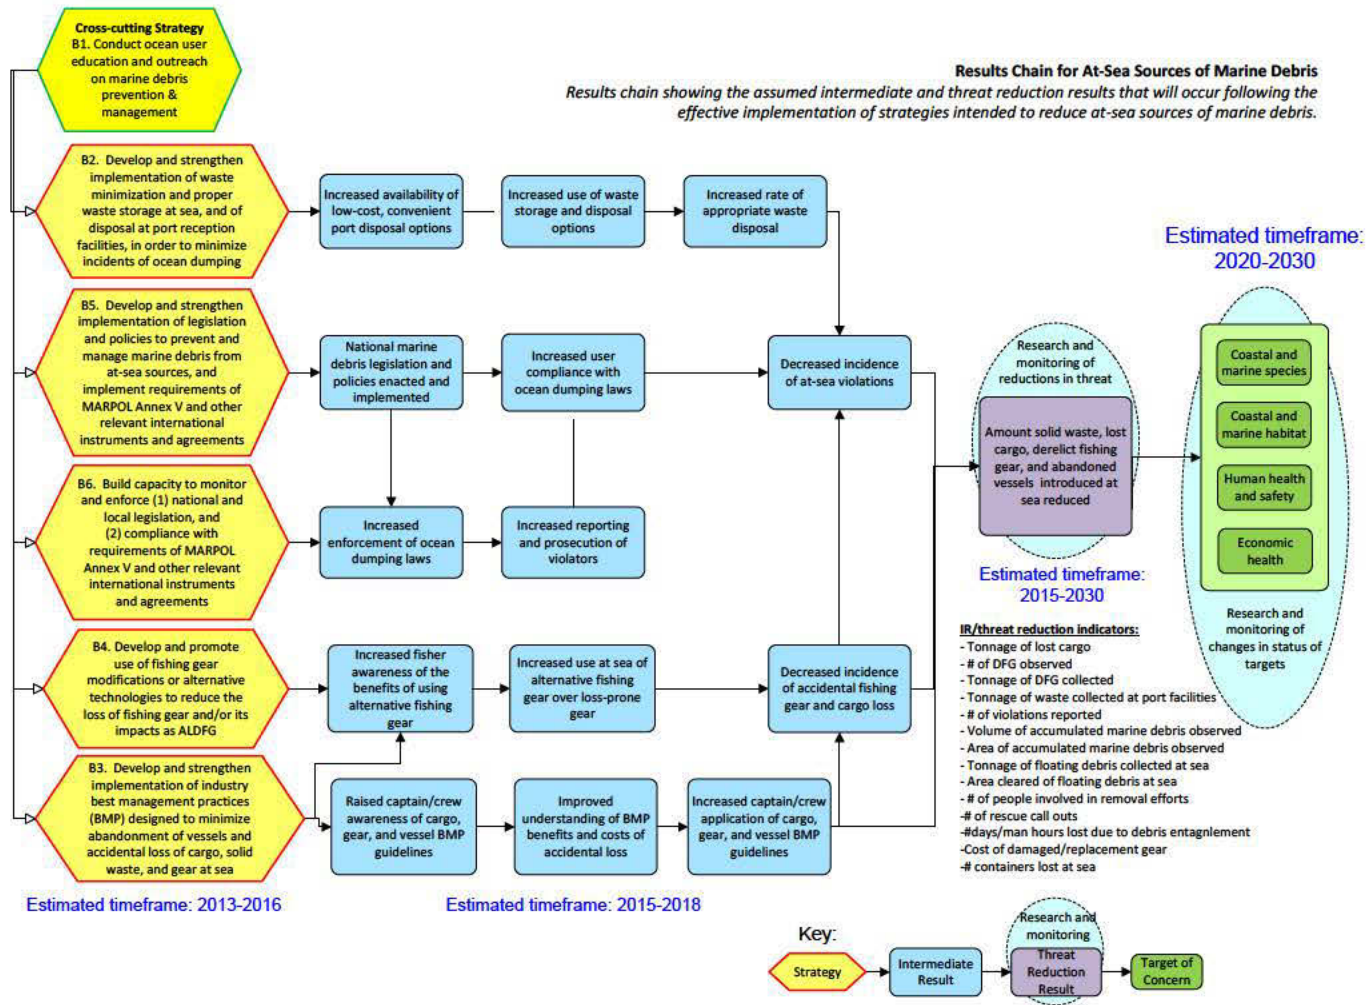 Cross-cutting Strategy
B1. Conduct ocean user
education and outreach
on marine debris
prevention &
management
Results Chain for At-Sea Sources of Marine Debris
Results chain showing the assumed intermediate and threat reduction results that will occur following the
effective implementation of strategies intended to reduce at-sea sources of marine debris.
B2. Develop and strengthen
implementation of waste
minimization and proper
waste storage at sea, and of
disposal at port reception
facilities, in order to minimize
incidents of ocean dumping
Increased availability of
low-cost, convenient
port disposal options
Increased use of waste
storage and disposal
options
Increased rate of
appropriate waste
disposal
B5. Develop and strengthen
implementation of legislation
and policies to prevent and
manage marine debris from
at-sea sources, and
implement requirements of
MARPOL Annex V and other
relevant international
instruments and agreements
National marine
debris legislation and
policies enacted and
implemented
Increased user
compliance with
ocean dumping laws
Decreased incidence
of at-sea violations
B6. Build capacity to monitor
and enforce (1) national and
local legislation, and
(2) compliance with
requirements of MARPOL
Annex V and other relevant
international instruments
and agreements
Increased
enforcement of ocean
dumping laws
Increased reporting
and prosecution of
violators
B4. Develop and promote
use of fishing gear
modifications or alternative
technologies to reduce the
loss of fishing gear and/or its
impacts as ALDFG
Increased fisher
awareness of the
benefits of using
alternative fishing
gear
Increased use at sea of
alternative fishing
gear over loss-prone
gear
Decreased incidence
of accidental fishing
gear and cargo loss
B3. Develop and strengthen
implementation of industry
best management practices
(BMP) designed to minimize
abandonment of vessels and
accidental loss of cargo, solid
waste, and gear at sea
Raised captain/crew
awareness of cargo,
gear, and vessel BMP
guidelines
Improved
understanding of BMP
benefits and costs of
accidental loss
Increased captain/crew
application of cargo,
gear, and vessel BMP
guidelines
Estimated timeframe: 2013-2016
Estimated timeframe: 2015-2018
Research and
monitoring of
reductions in threat
Amount solid waste, lost
cargo, derelict fishing
gear, and abandoned
vessels introduced at
sea reduced
Estimated timeframe:
2015-2030
Estimated timeframe:
2020-2030
Coastal and
marine species
Coastal and
marine habitat
Human health
and safety
Economic
health
Research and
monitoring of
changes in status of
targets
IR/threat reduction indicators:
- Tonnage of lost cargo
- # of DFG observed
- Tonnage of DFG collected
- Tonnage of waste collected at port facilities
- # of violations reported
- Volume of accumulated marine debris observed
- Area of accumulated marine debris observed
- Tonnage of floating debris collected at sea
- Area cleared of floating debris at sea
- # of people involved in removal efforts
-# of rescue call outs
-#days/man hours lost due to debris entagnlement
-Cost of damaged/replacement gear
-# containers lost at sea
Key:
Strategy
Intermediate
Result
Research and
monitoring
Threat
Reduction
Result
Target of
Concern